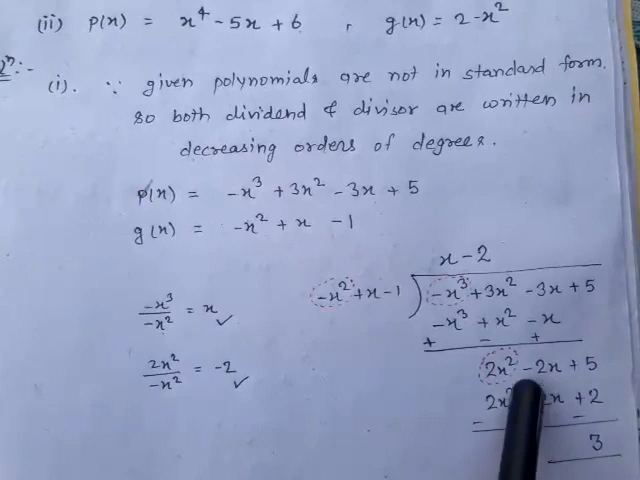 (ii) p(x) = x⁴ - 5x + 6 , g(x) = 2 - x²
(i). ∵ given polynomials are not in standard form.
so both dividend & divisor are written in
decreasing orders of degrees.
p(x) = -x³ + 3x² - 3x + 5
g(x) = -x² + x - 1
x - 2
-x² + x - 1 ) -x³ + 3x² - 3x + 5
-x³ + x² - x
+ - +
2x² - 2x + 5
2x² 2x + 2
- -
3
-x³/-x² = x ✓
2x²/-x² = -2 ✓